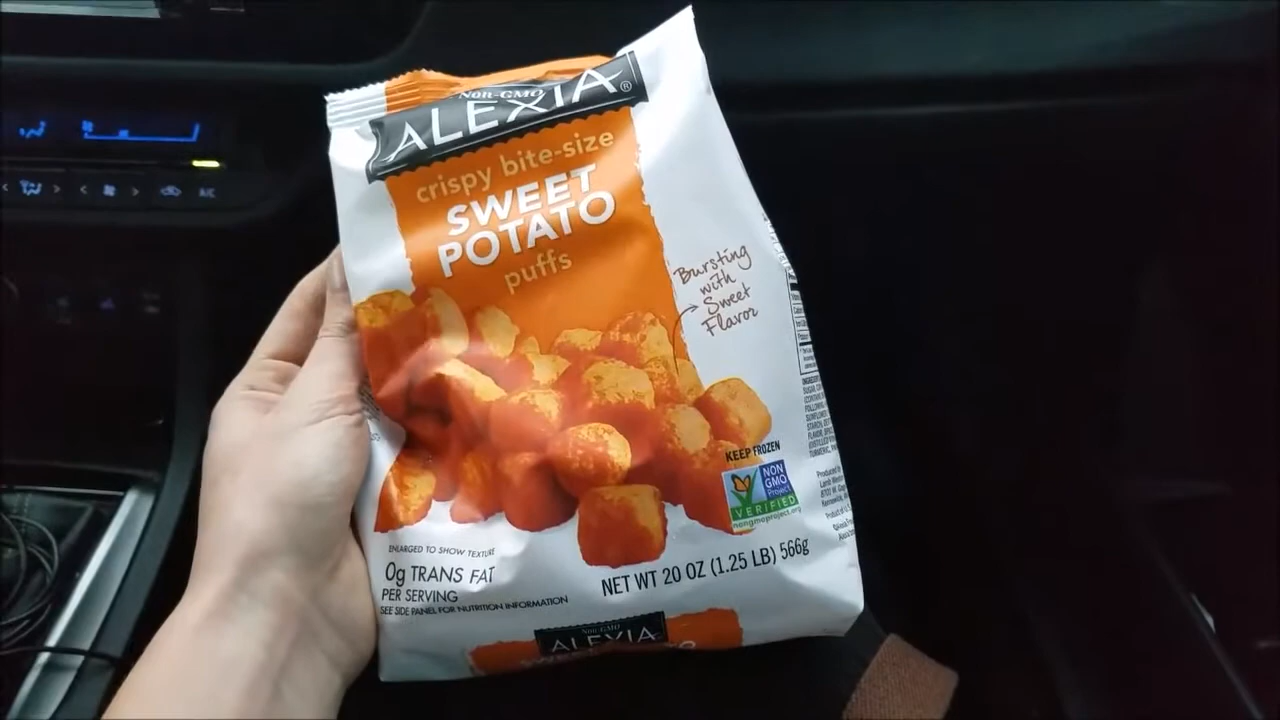 Non-GMO
ALEXIA®
crispy bite-size
SWEET
POTATO
puffs
Bursting
with
Sweet
Flavor
KEEP FROZEN
NON
GMO
Project
VERIFIED
nongmoproject.org
ENLARGED TO SHOW TEXTURE
0g TRANS FAT
PER SERVING
SEE SIDE PANEL FOR NUTRITION INFORMATION
NET WT 20 OZ (1.25 LB) 566g
Non-GMO
ALEXIA
A/C